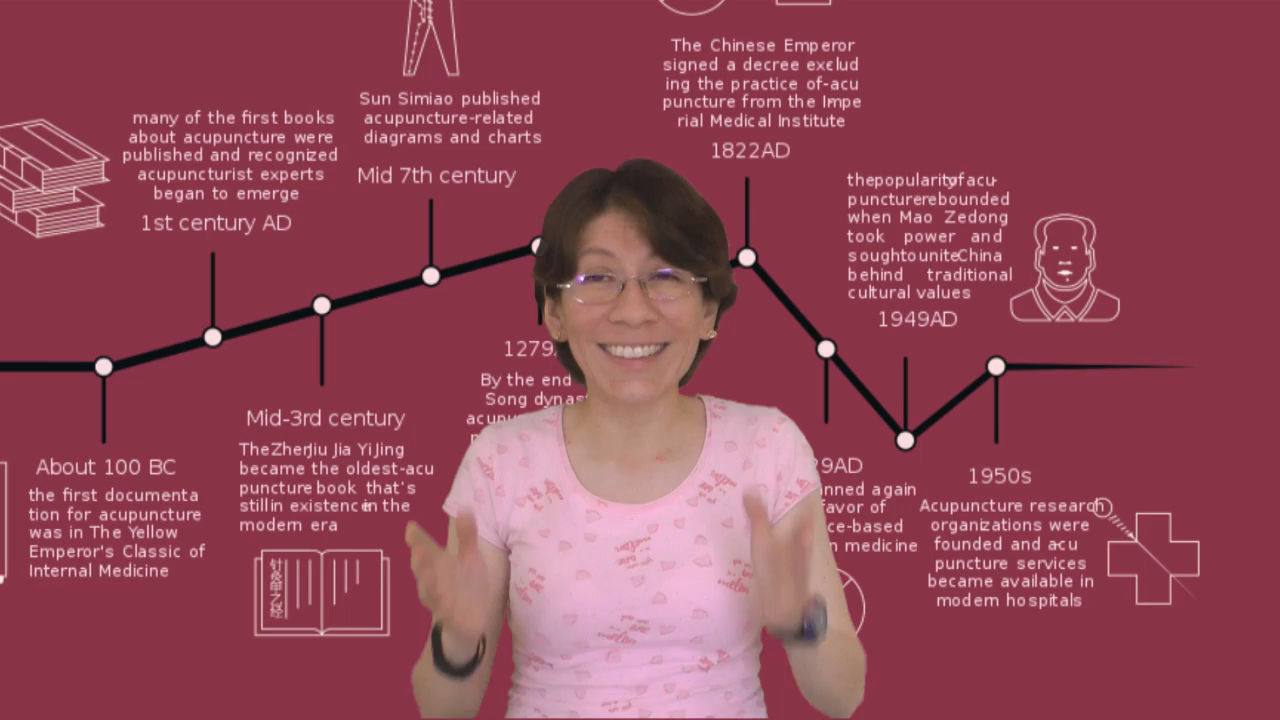 many of the first books
about acupuncture were
published and recognized
acupuncturist experts
began to emerge
1st century AD
Sun Simiao published
acupuncture-related
diagrams and charts
Mid 7th century
The Chinese Emperor
signed a decree exclud
ing the practice of-acu
puncture from the Impe
rial Medical Institute
1822AD
thepopularityofacu-
puncturerebounded
when Mao Zedong
took power and
soughtouniteChina
behind traditional
cultural values
1949AD
About 100 BC
the first documenta
tion for acupuncture
was in The Yellow
Emperor's Classic of
Internal Medicine
Mid-3rd century
TheZherJiu Jia YiJing
became the oldest-acu
puncture book that's
stillin existencein the
modern era
1279
By the end
Song dynas
acupu
9AD
nned again
favor of
ce-based
n medicine
1950s
Acupuncture research
organizations were
founded and acu
puncture services
became available in
modern hospitals